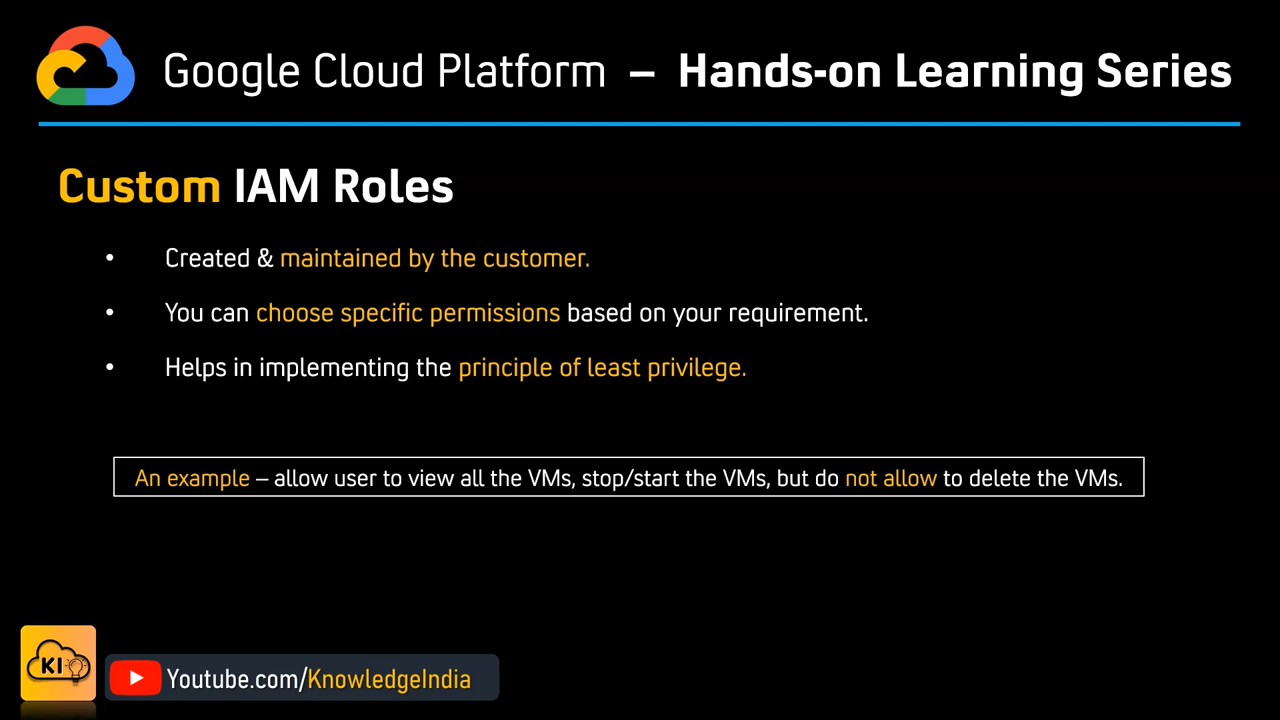 Google Cloud Platform – Hands-on Learning Series
Custom IAM Roles
• Created & maintained by the customer.
• You can choose specific permissions based on your requirement.
• Helps in implementing the principle of least privilege.
An example – allow user to view all the VMs, stop/start the VMs, but do not allow to delete the VMs.
KI
Youtube.com/KnowledgeIndia